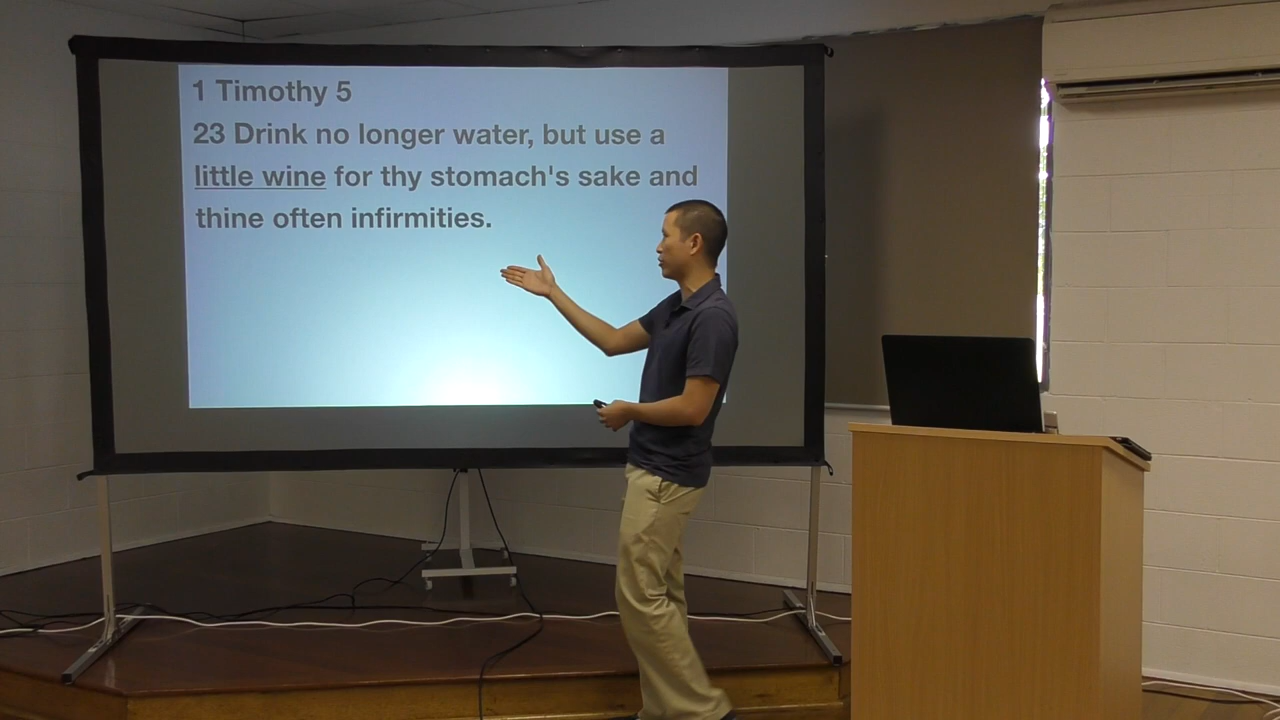 1 Timothy 5
23 Drink no longer water, but use a
little wine for thy stomach's sake and
thine often infirmities.